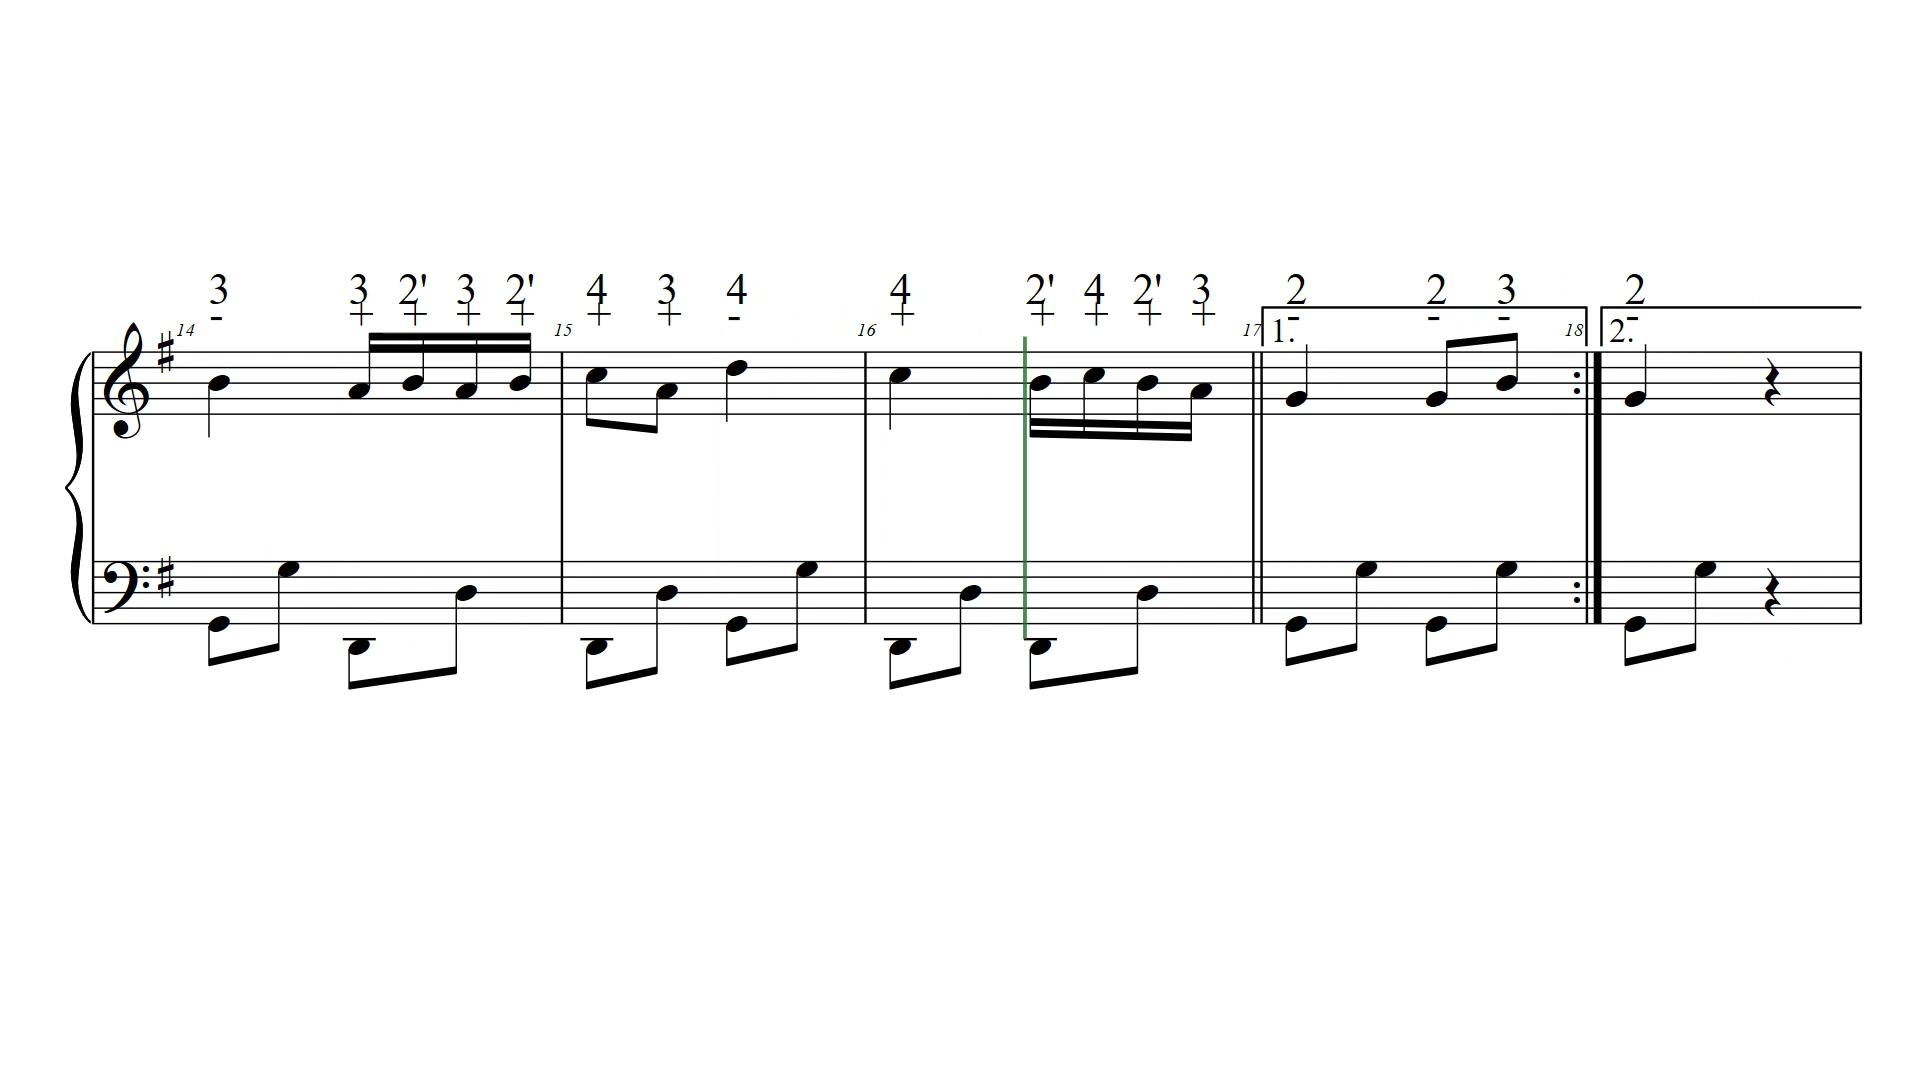 3 3 2' 3 2' 4 3 4 4 2' 4 2' 3 2 2 3 2
- + + + + + + - + + + + + - - - -
14 15 16 17 1. 18 2.